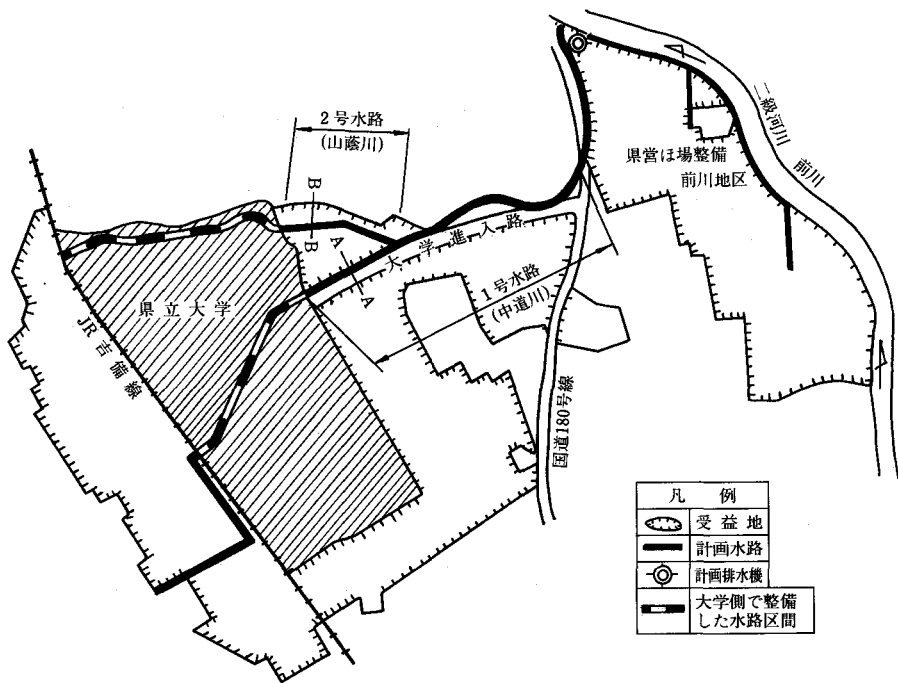 2号水路
(山蔭川)
二級河川
前川
県営ほ場整備
前川地区
B
B
A
A
大学進入路
1号水路
(中道川)
県立大学
JR吉備線
国道180号線
凡例
受益地
計画水路
計画排水機
大学側で整備
した水路区間